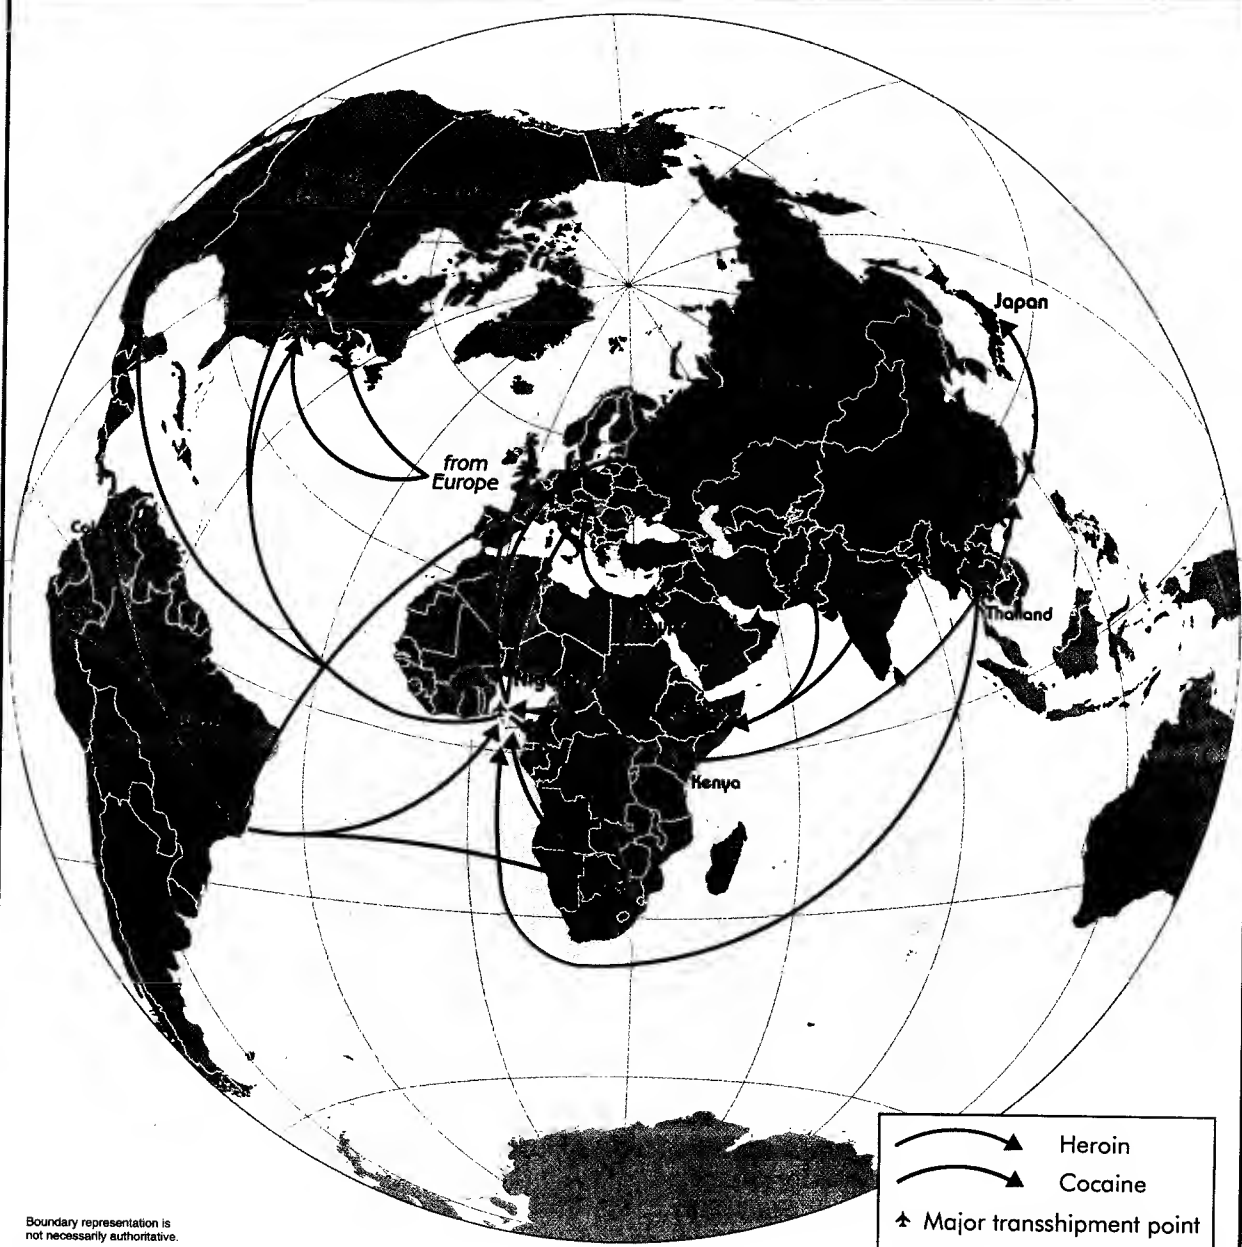 Japan
from
Europe
Thailand
Kenya
Heroin
Cocaine
Major transshipment point
Boundary representation is
not necessarily authoritative.